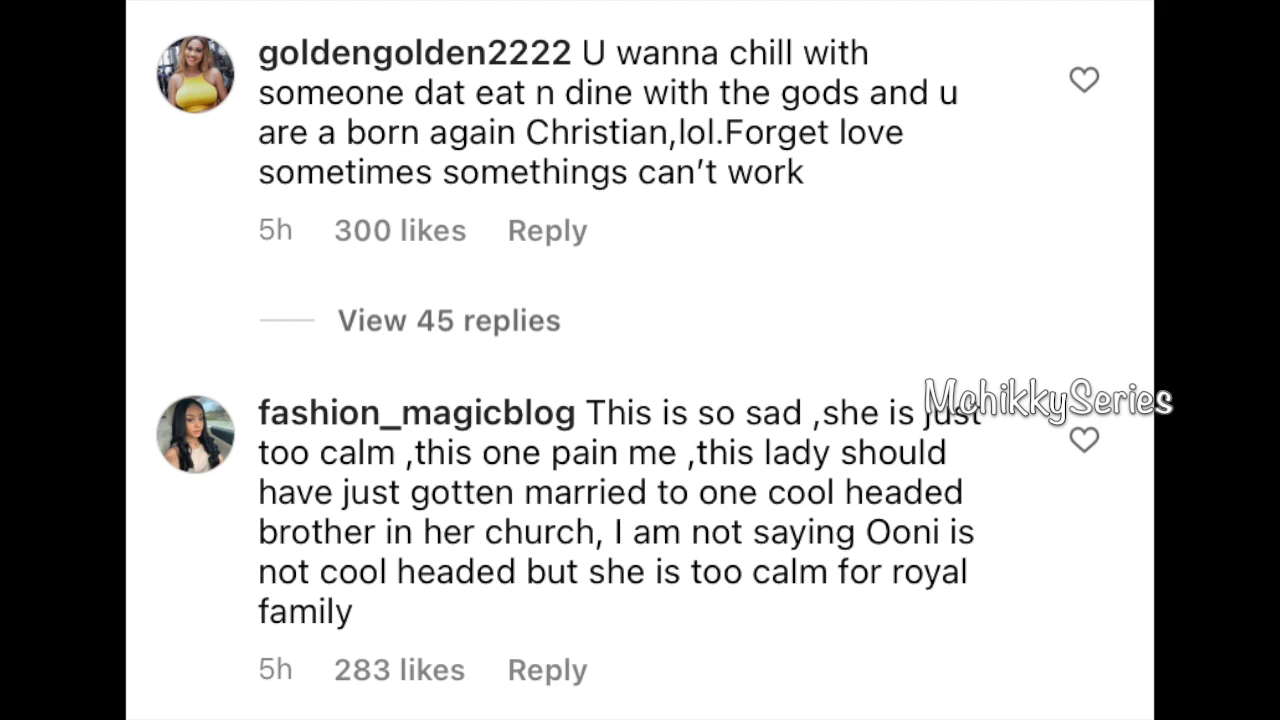 goldengolden2222 U wanna chill with
someone dat eat n dine with the gods and u
are a born again Christian,lol.Forget love
sometimes somethings can’t work
5h 300 likes Reply
View 45 replies
MchikkySeries
fashion_magicblog This is so sad ,she is just
too calm ,this one pain me ,this lady should
have just gotten married to one cool headed
brother in her church, I am not saying Ooni is
not cool headed but she is too calm for royal
family
5h 283 likes Reply